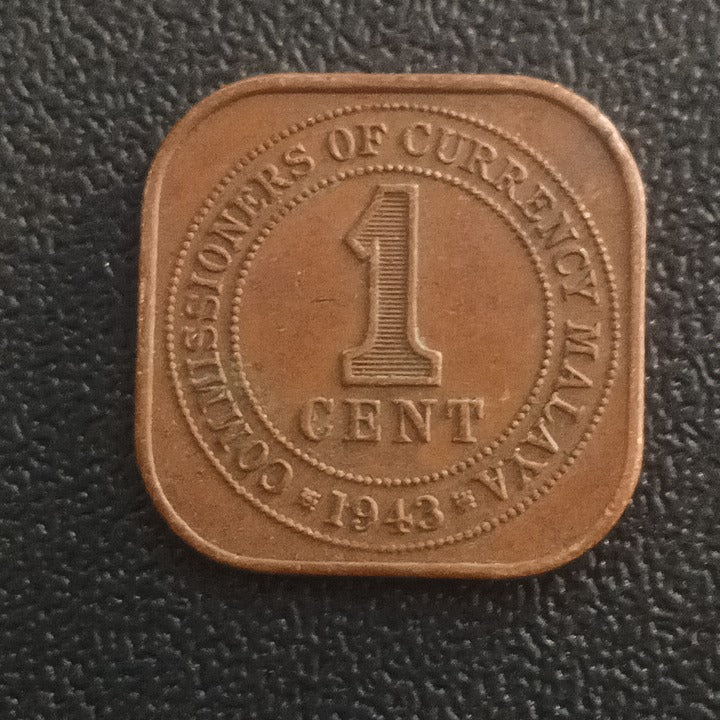 COMMISSIONERS OF CURRENCY MALAYA
1
CENT
1943